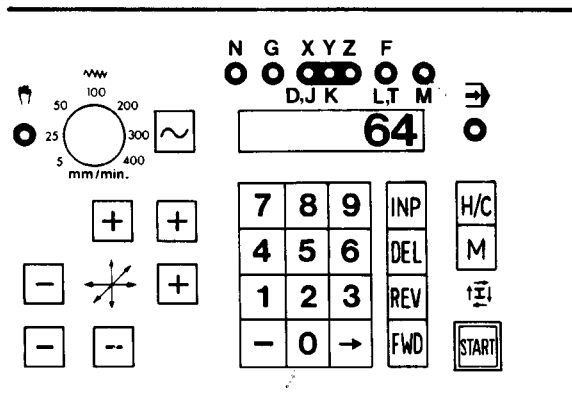 N G X Y Z F
D,J K L,T M
64
50 100 200
25 300
5 400
mm/min.
7 8 9 INP H/C
4 5 6 DEL M
1 2 3 REV
- 0 → FWD START
+ +
- +
- --